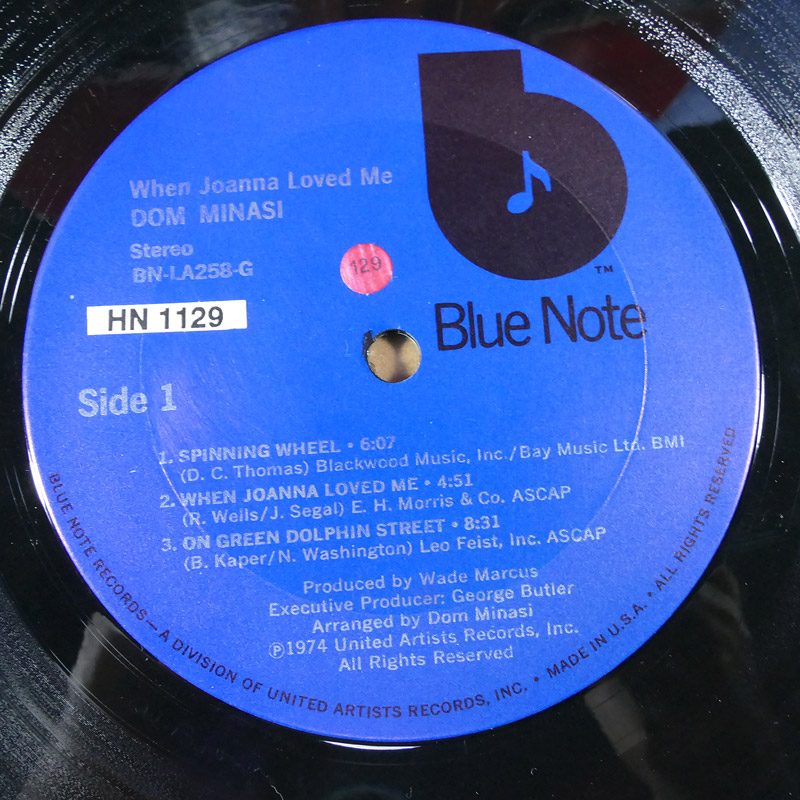 When Joanna Loved Me
DOM MINASI
Stereo
BN-LA258-G
129
HN 1129
TM
Blue Note
Side 1
1. SPINNING WHEEL • 6:07
(D. C. Thomas) Blackwood Music, Inc./Bay Music Ltd. BMI
2. WHEN JOANNA LOVED ME • 4:51
(R. Wells/J. Segal) E. H. Morris & Co. ASCAP
3. ON GREEN DOLPHIN STREET • 8:31
(B. Kaper/N. Washington) Leo Feist, Inc. ASCAP
Produced by Wade Marcus
Executive Producer: George Butler
Arranged by Dom Minasi
℗1974 United Artists Records, Inc.
All Rights Reserved
BLUE NOTE RECORDS—A DIVISION OF UNITED ARTISTS RECORDS, INC. • MADE IN U.S.A. • ALL RIGHTS RESERVED